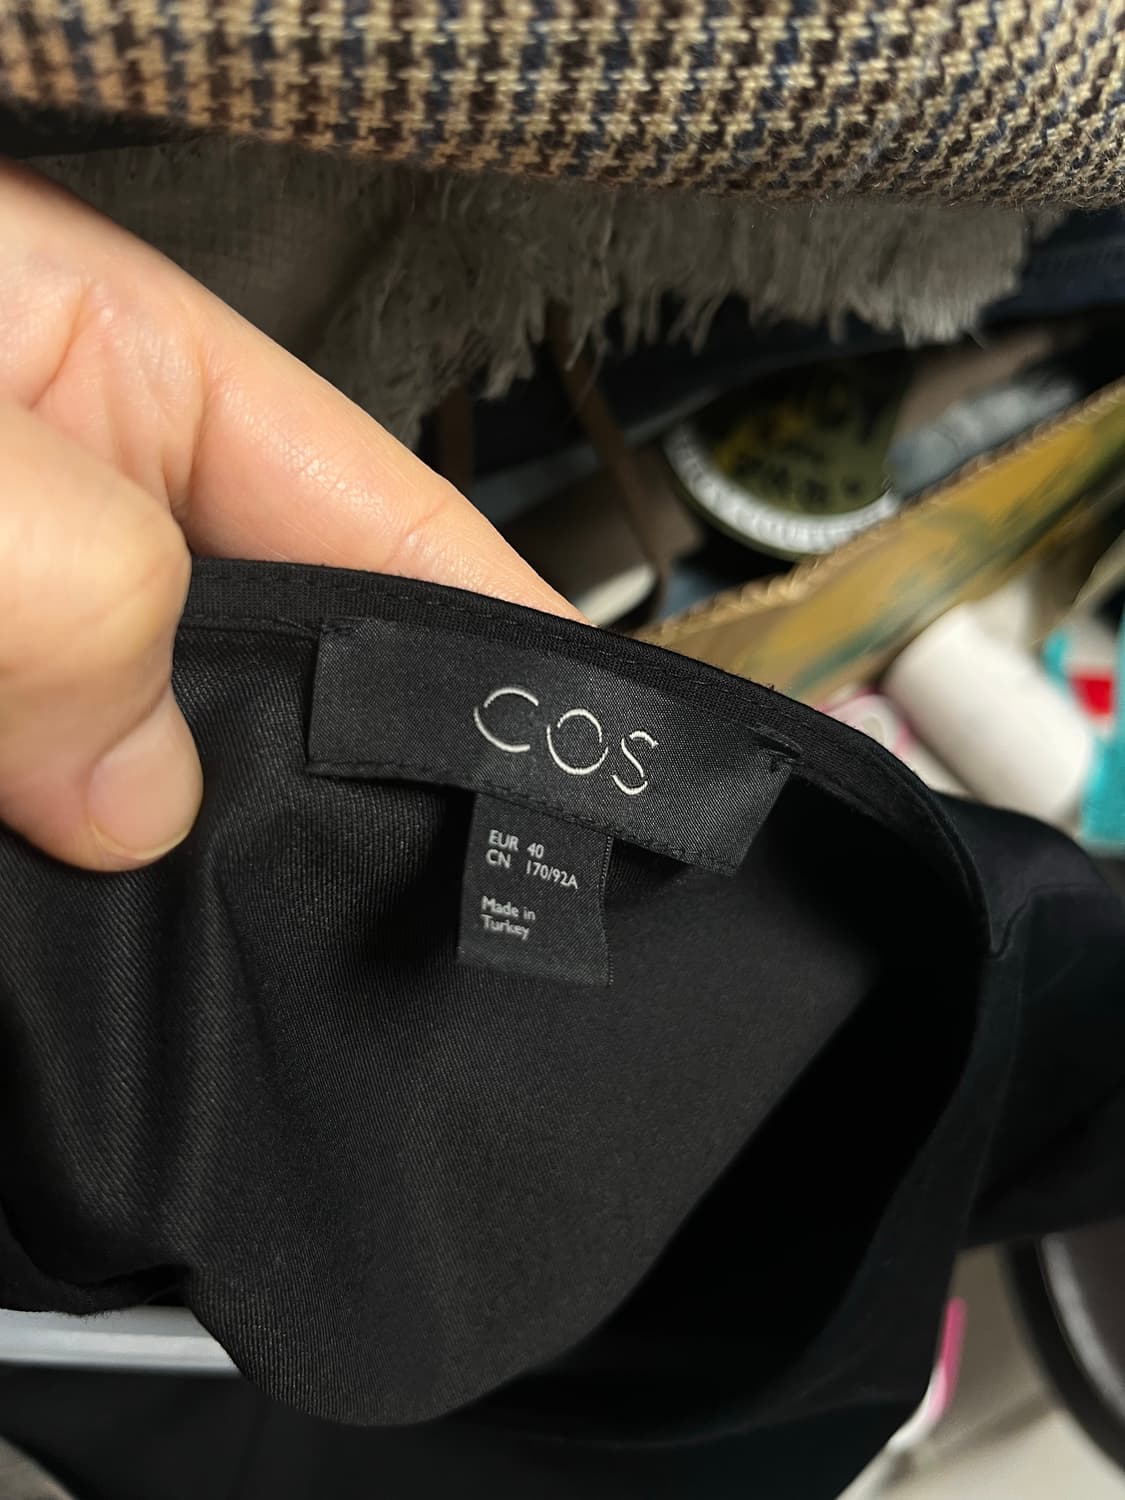 COS
EUR 40
CN 170/92A
Made in
Turkey